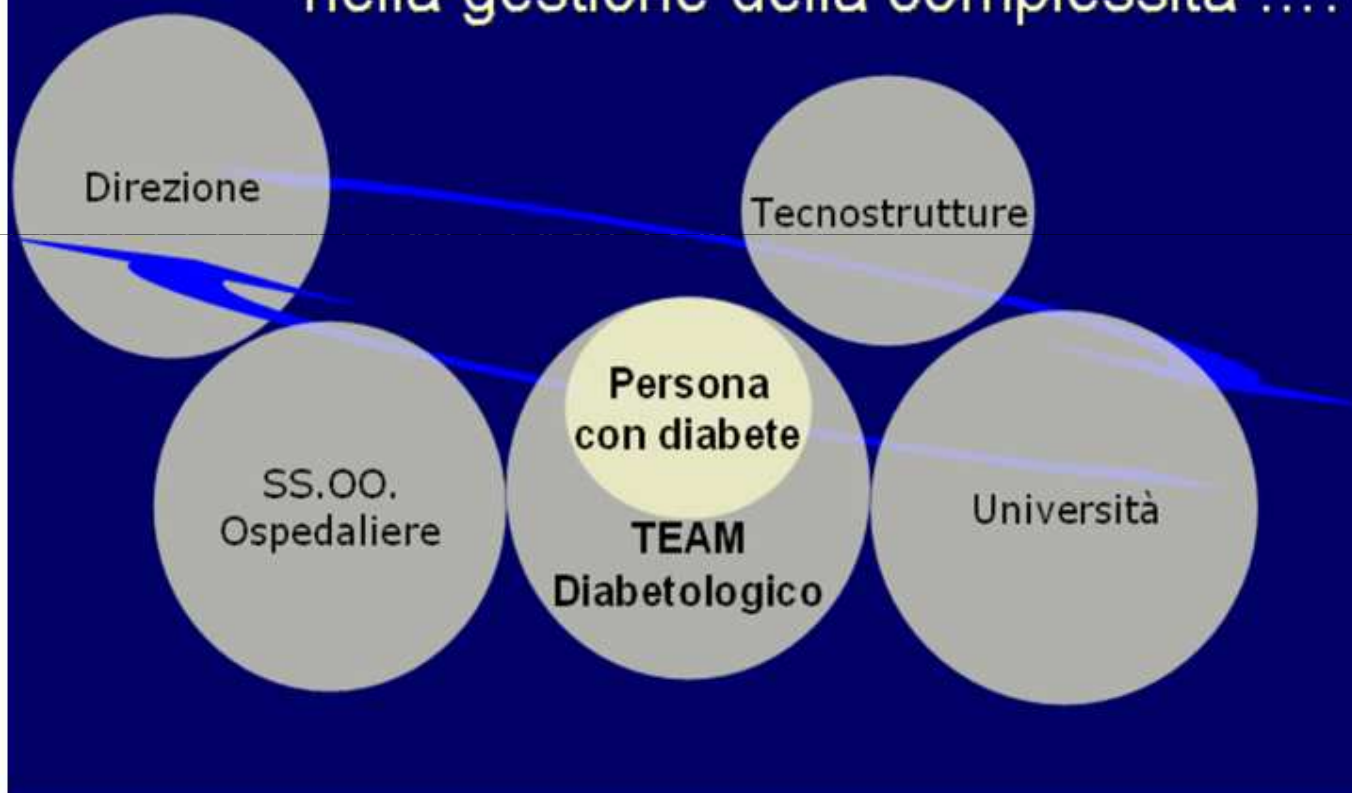 nella gestione della complessità ....
Direzione
Tecnostrutture
Persona
con diabete
SS.OO.
Ospedaliere
TEAM
Diabetologico
Università